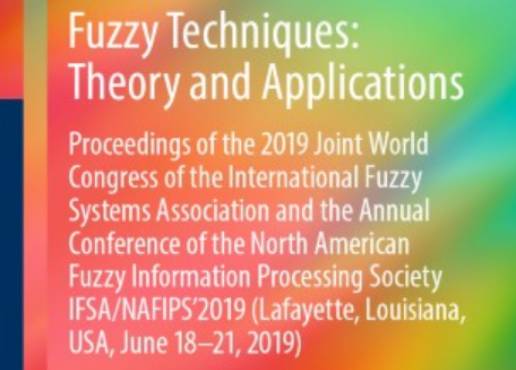 Fuzzy Techniques:
Theory and Applications
Proceedings of the 2019 Joint World
Congress of the International Fuzzy
Systems Association and the Annual
Conference of the North American
Fuzzy Information Processing Society
IFSA/NAFIPS’2019 (Lafayette, Louisiana,
USA, June 18–21, 2019)